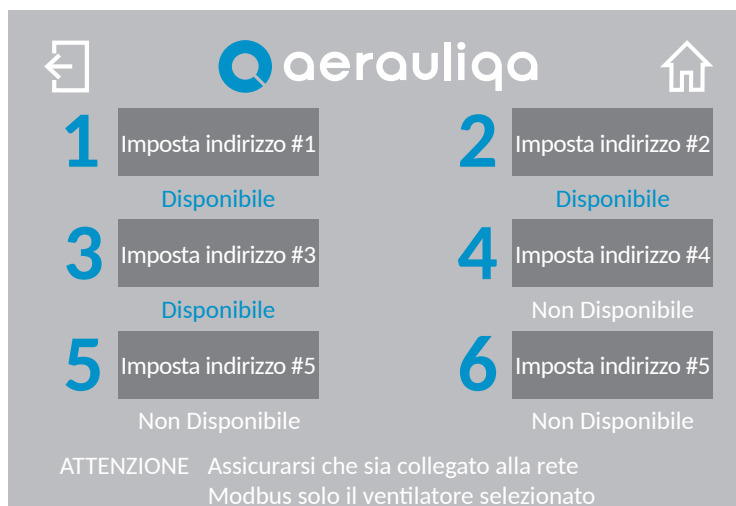 aerauliqa
1 Imposta indirizzo #1
2 Imposta indirizzo #2
Disponibile
Disponibile
3 Imposta indirizzo #3
4 Imposta indirizzo #4
Disponibile
Non Disponibile
5 Imposta indirizzo #5
6 Imposta indirizzo #5
Non Disponibile
Non Disponibile
ATTENZIONE Assicurarsi che sia collegato alla rete
Modbus solo il ventilatore selezionato